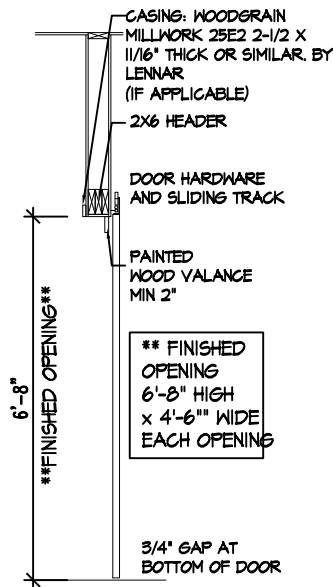 CASING: WOODGRAIN
MILLWORK 25E2 2-1/2 X
11/16" THICK OR SIMILAR. BY
LENNAR
(IF APPLICABLE)
2X6 HEADER
DOOR HARDWARE
AND SLIDING TRACK
PAINTED
WOOD VALANCE
MIN 2"
6'-8"
**FINISHED OPENING**
** FINISHED
OPENING
6'-8" HIGH
x 4'-6"" WIDE
EACH OPENING
3/4" GAP AT
BOTTOM OF DOOR